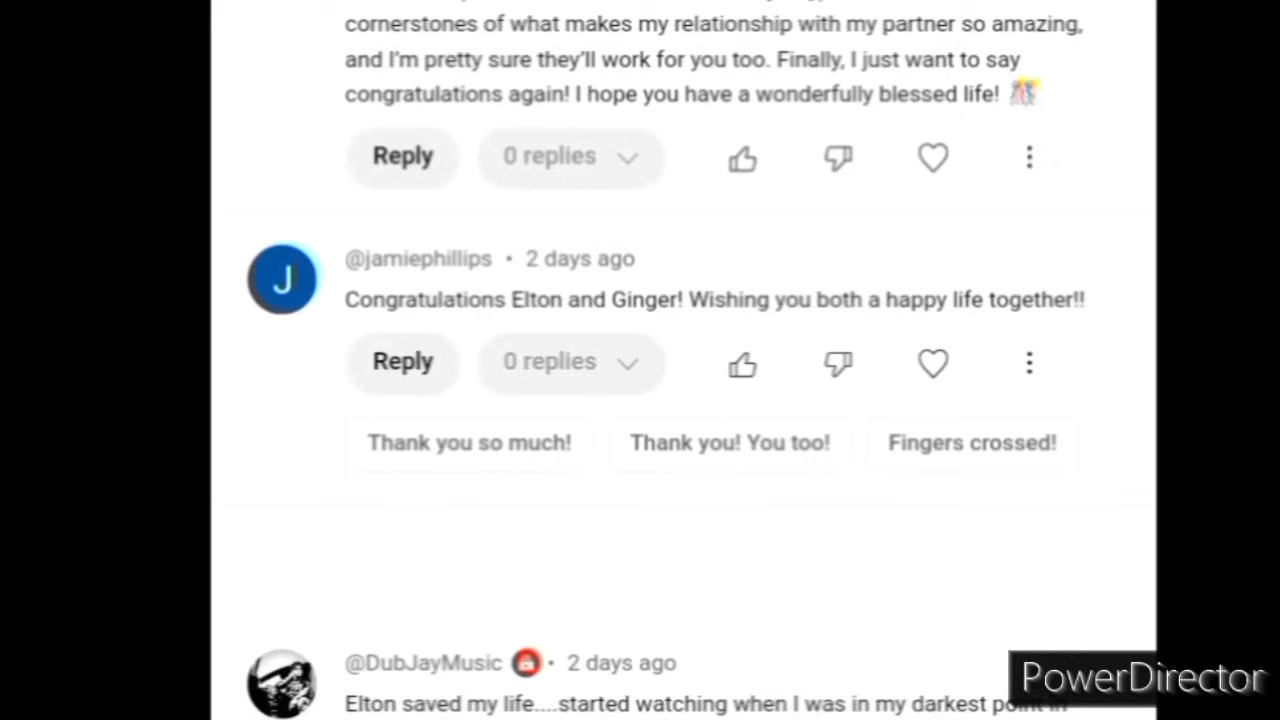 cornerstones of what makes my relationship with my partner so amazing,
and I'm pretty sure they'll work for you too. Finally, I just want to say
congratulations again! I hope you have a wonderfully blessed life!
Reply 0 replies
J
@jamiephillips • 2 days ago
Congratulations Elton and Ginger! Wishing you both a happy life together!!
Reply 0 replies
Thank you so much! Thank you! You too! Fingers crossed!
@DubJayMusic • 2 days ago
Elton saved my life....started watching when I was in my darkest point in
PowerDirector